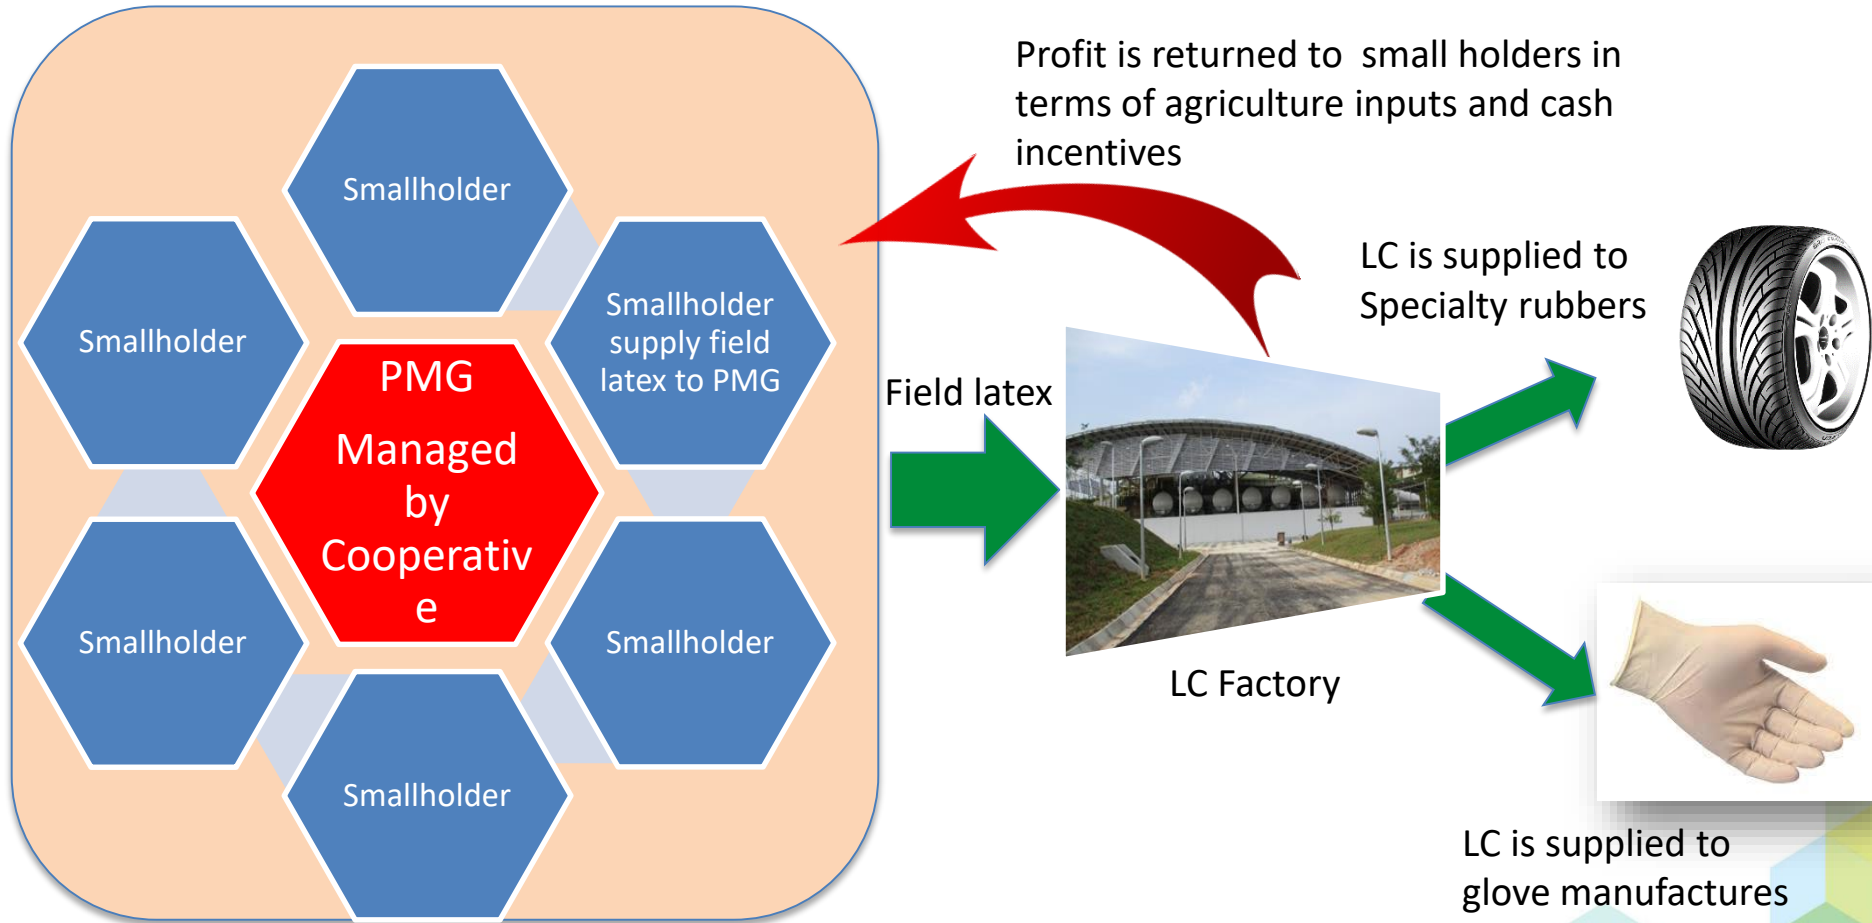 Profit is returned to  small holders in
terms of agriculture inputs and cash
incentives
Smallholder
Smallholder
Smallholder
supply field
latex to PMG
PMG
Managed
by
Cooperativ
e
Smallholder
Smallholder
Smallholder
Field latex
LC Factory
LC is supplied to
Specialty rubbers
LC is supplied to
glove manufactures